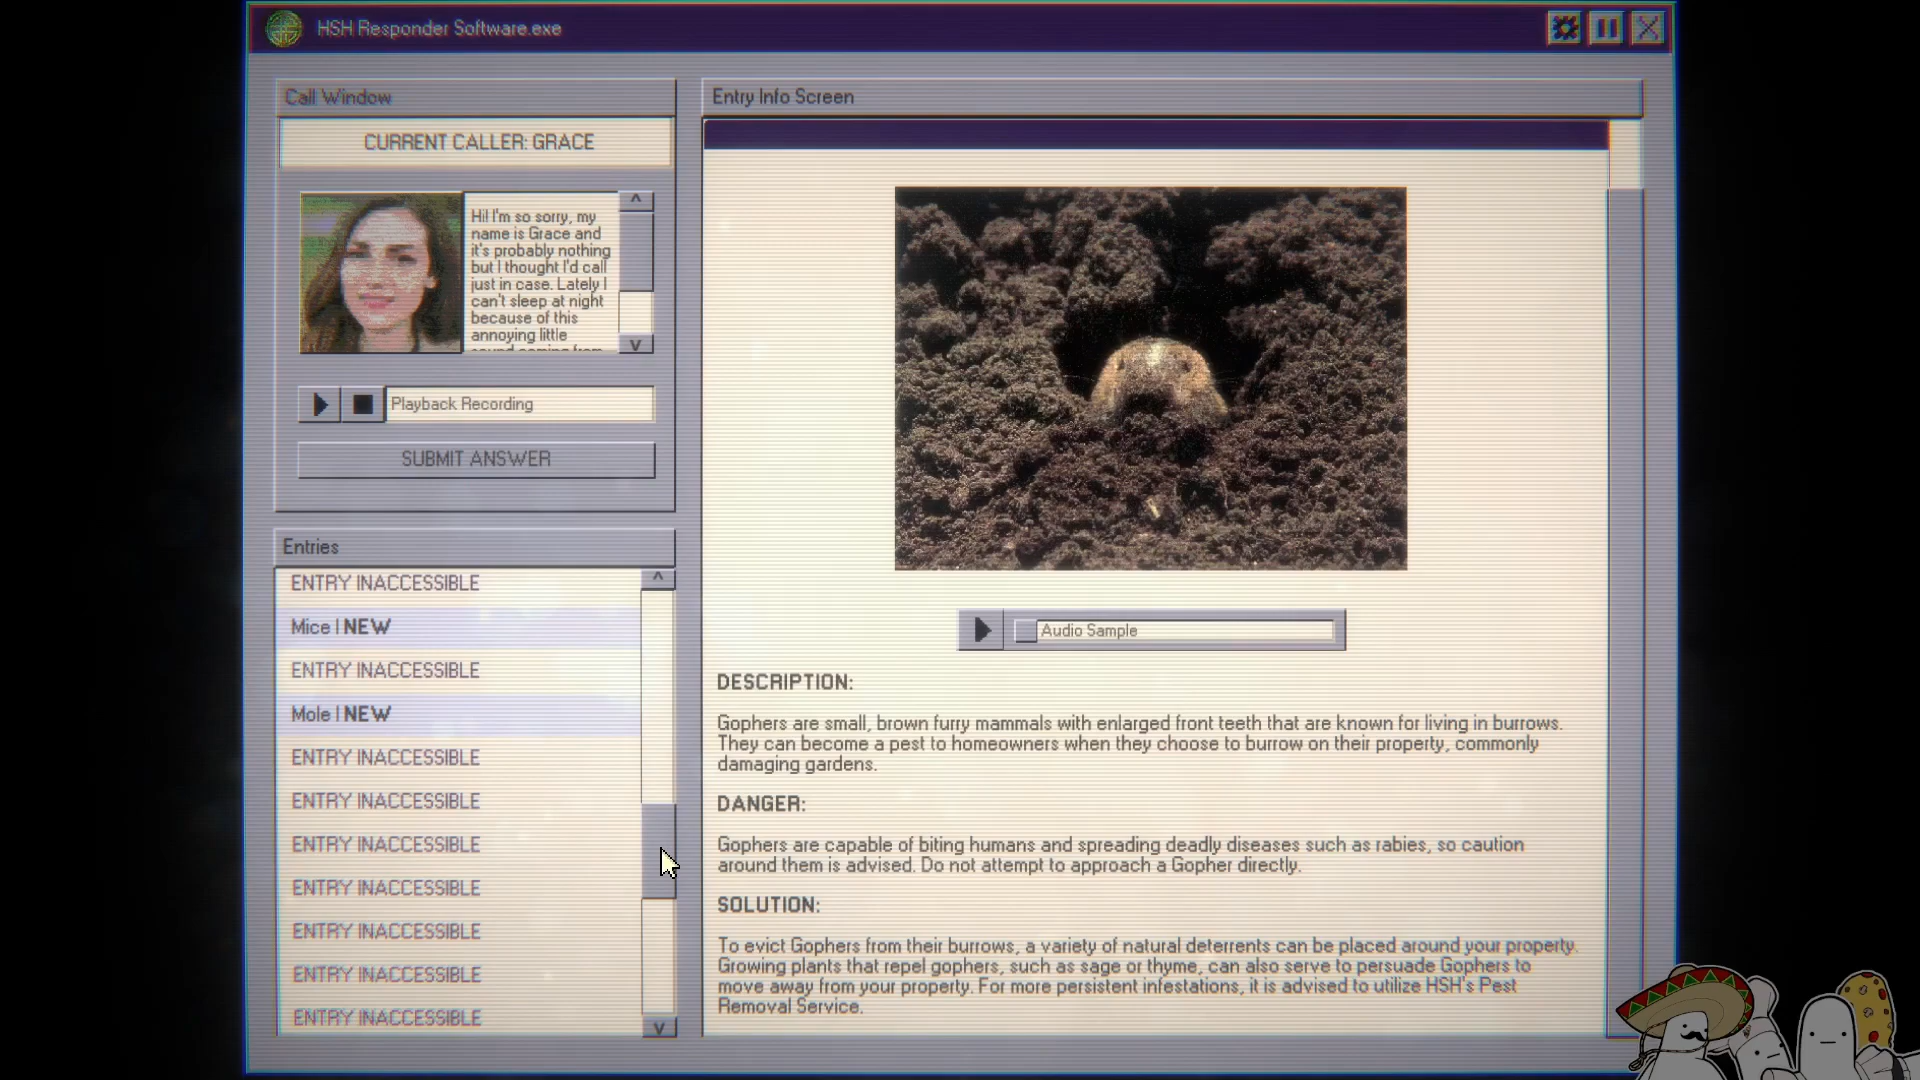 HSH Responder Software.exe
Call Window
CURRENT CALLER: GRACE
Hi! I'm so sorry, my
name is Grace and
it's probably nothing
but I thought I'd call
just in case. Lately I
can't sleep at night
because of this
annoying little
sound coming from
Playback Recording
SUBMIT ANSWER
Entries
ENTRY INACCESSIBLE
Mice | NEW
ENTRY INACCESSIBLE
Mole | NEW
ENTRY INACCESSIBLE
ENTRY INACCESSIBLE
ENTRY INACCESSIBLE
ENTRY INACCESSIBLE
ENTRY INACCESSIBLE
ENTRY INACCESSIBLE
ENTRY INACCESSIBLE
Entry Info Screen
Audio Sample
DESCRIPTION:
Gophers are small, brown furry mammals with enlarged front teeth that are known for living in burrows.
They can become a pest to homeowners when they choose to burrow on their property, commonly
damaging gardens.
DANGER:
Gophers are capable of biting humans and spreading deadly diseases such as rabies, so caution
around them is advised. Do not attempt to approach a Gopher directly.
SOLUTION:
To evict Gophers from their burrows, a variety of natural deterrents can be placed around your property.
Growing plants that repel gophers, such as sage or thyme, can also serve to persuade Gophers to
move away from your property. For more persistent infestations, it is advised to utilize HSH's Pest
Removal Service.